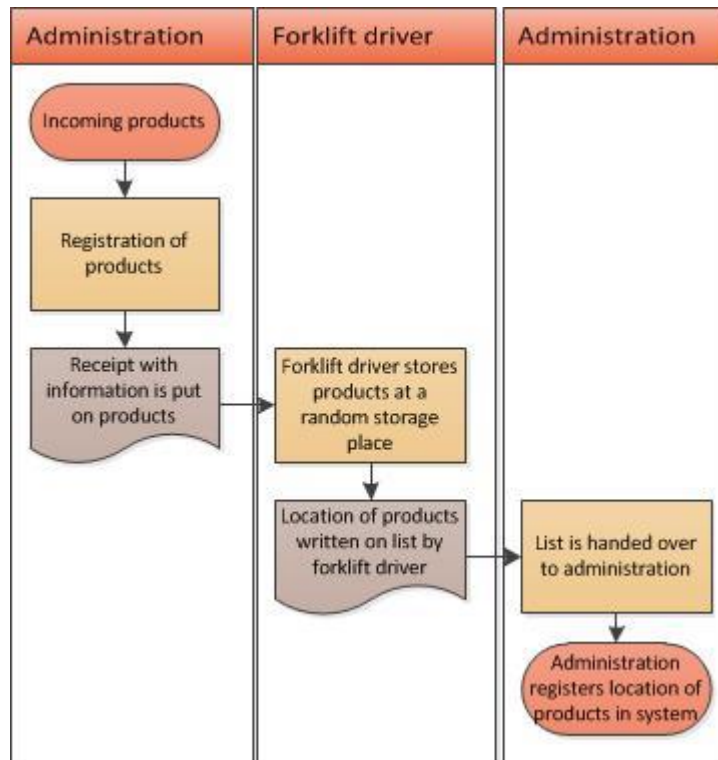 Administration
Forklift driver
Administration
Incoming products
Registration of
products
Receipt with
information is put
on products
Forklift driver stores
products at a
random storage
place
Location of products
written on list by
forklift driver
List is handed over
to administration
Administration
registers location of
products in system